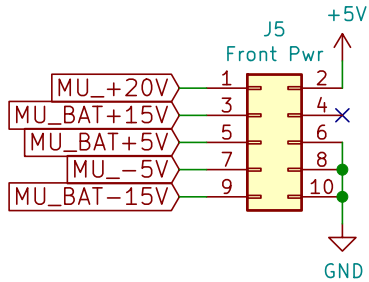 +5V
J5
Front Pwr
MU_+20V 1 2
MU_BAT+15V 3 4
MU_BAT+5V 5 6
MU_-5V 7 8
MU_BAT-15V 9 10
GND